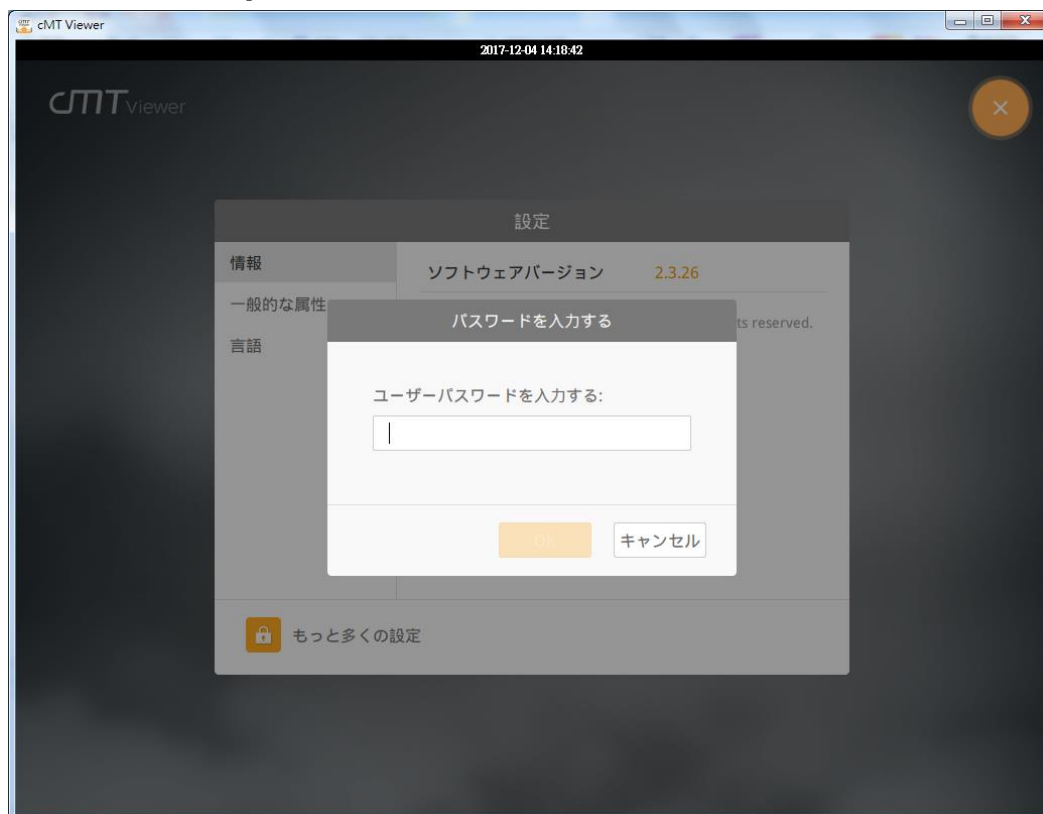 cMT Viewer
2017-12-04 14:18:42
cMT Viewer
設定
情報
ソフトウェアバージョン 2.3.26
一般的な属性
パスワードを入力する
ts reserved.
言語
ユーザーパスワードを入力する:
OK キャンセル
もっと多くの設定